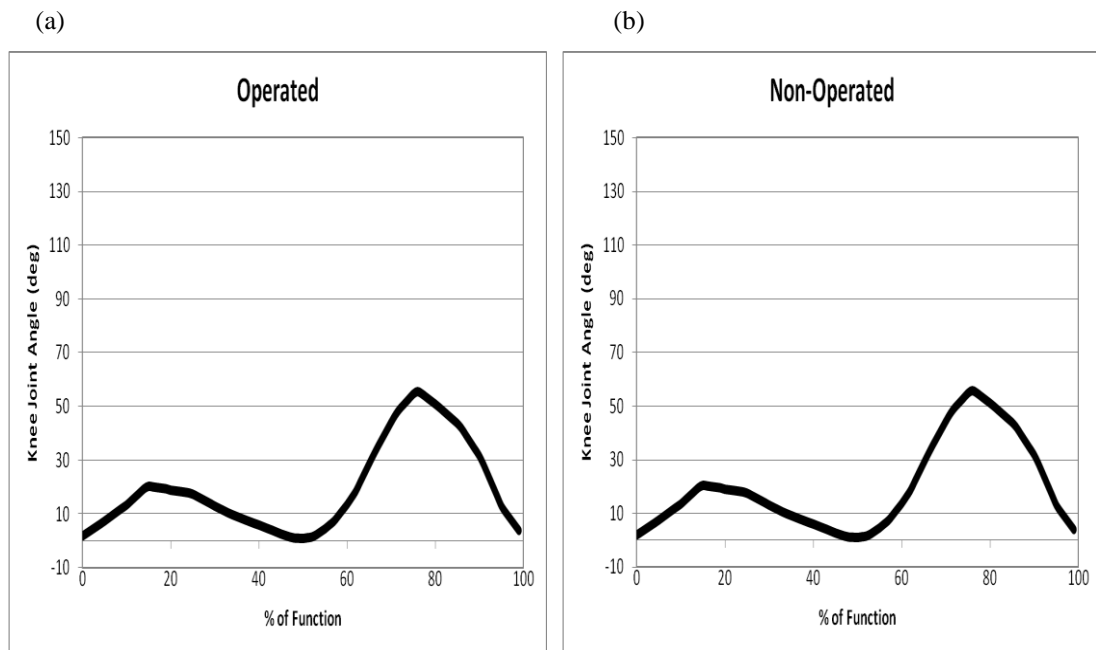 (a)
(b)
Operated
150
130
110
90
70
50
30
10
-10
Knee Joint Angle (deg)
0 20 40 60 80 100
% of Function
Non-Operated
150
130
110
90
70
50
30
10
-10
Knee Joint Angle (deg)
0 20 40 60 80 100
% of Function